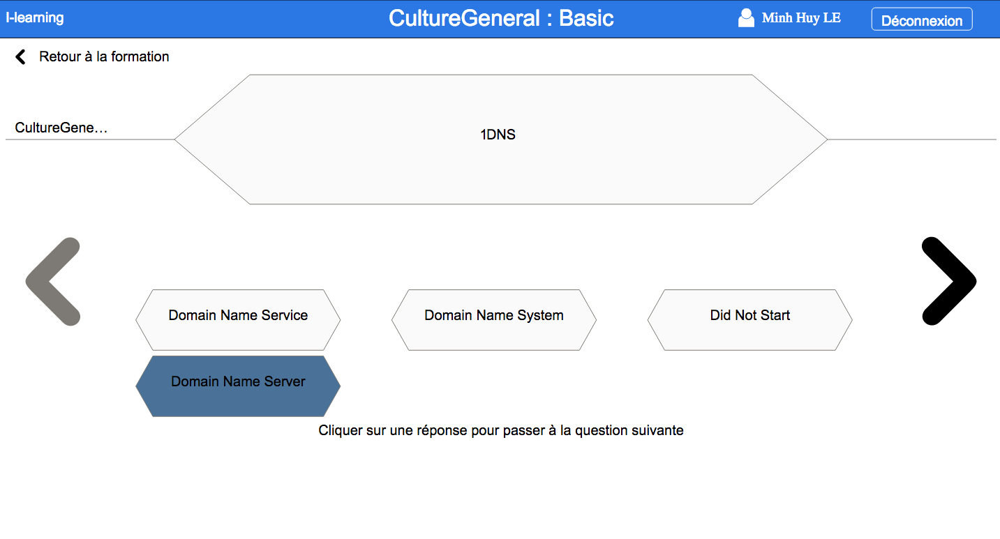 I-learning
CultureGeneral : Basic
Minh Huy LE
Déconnexion
Retour à la formation
CultureGene…
1DNS
Domain Name Service
Domain Name System
Did Not Start
Domain Name Server
Cliquer sur une réponse pour passer à la question suivante